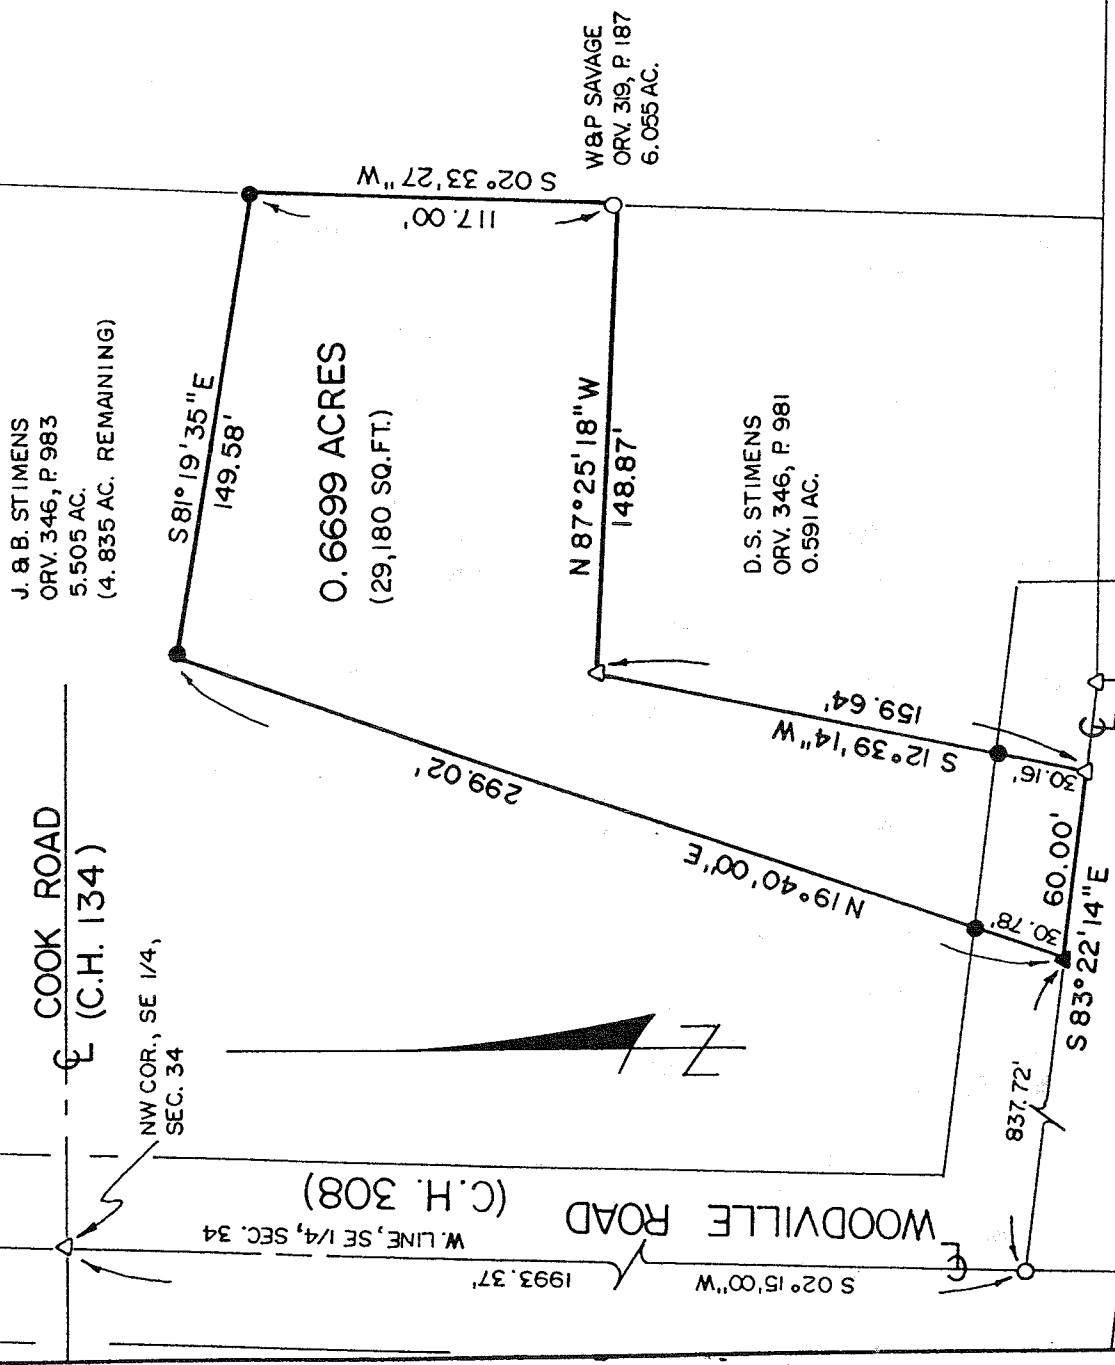 J. & B. STIMENS
ORV. 346, P. 983
5.505 AC.
(4.835 AC. REMAINING)
W&P SAVAGE
ORV. 319, P. 187
6.055 AC.
S 02° 33' 27" W
117.00'
S 81° 19' 35" E
149.58'
0.6699 ACRES
(29,180 SQ.FT.)
N 87° 25' 18" W
148.87'
D.S. STIMENS
ORV. 346, P. 981
0.591 AC.
159.64'
S 12° 39' 14" W
30.16'
299.02'
N 19° 40' 00" E
30.78'
60.00'
S 83° 22' 14" E
837.72'
COOK ROAD
(C.H. 134)
NW COR., SE 1/4,
SEC. 34
N
WOODVILLE ROAD
(C.H. 308)
W. LINE, SE 1/4, SEC. 34
1993.37'
S 02° 15' 00" W